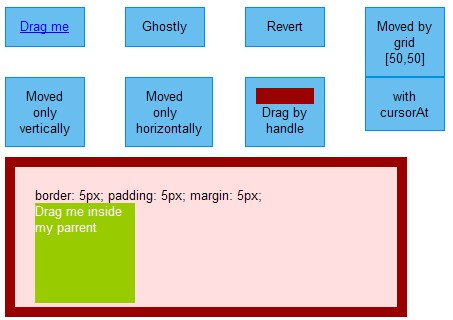 Drag me
Ghostly
Revert
Moved by
grid
[50,50]
Moved
only
vertically
Moved
only
horizontally
Drag by
handle
with
cursorAt
border: 5px; padding: 5px; margin: 5px;
Drag me inside
my parrent